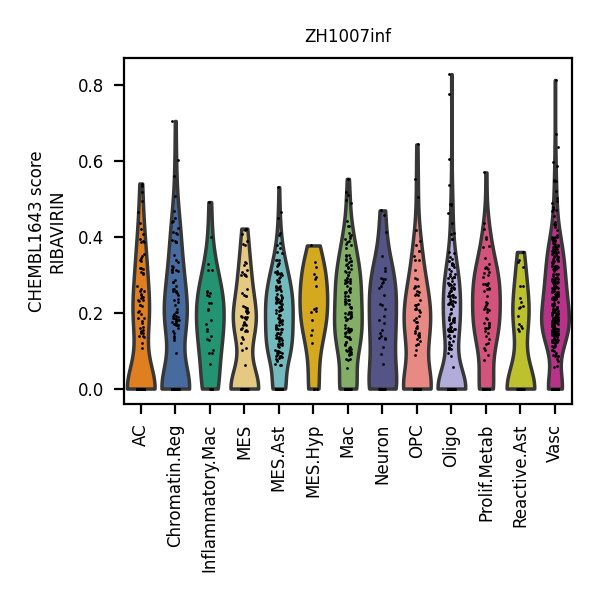 ZH1007inf
CHEMBL1643 score
RIBAVIRIN
0.8
0.6
0.4
0.2
0.0
AC
Chromatin.Reg
Inflammatory.Mac
MES
MES.Ast
MES.Hyp
Mac
Neuron
OPC
Oligo
Prolif.Metab
Reactive.Ast
Vasc